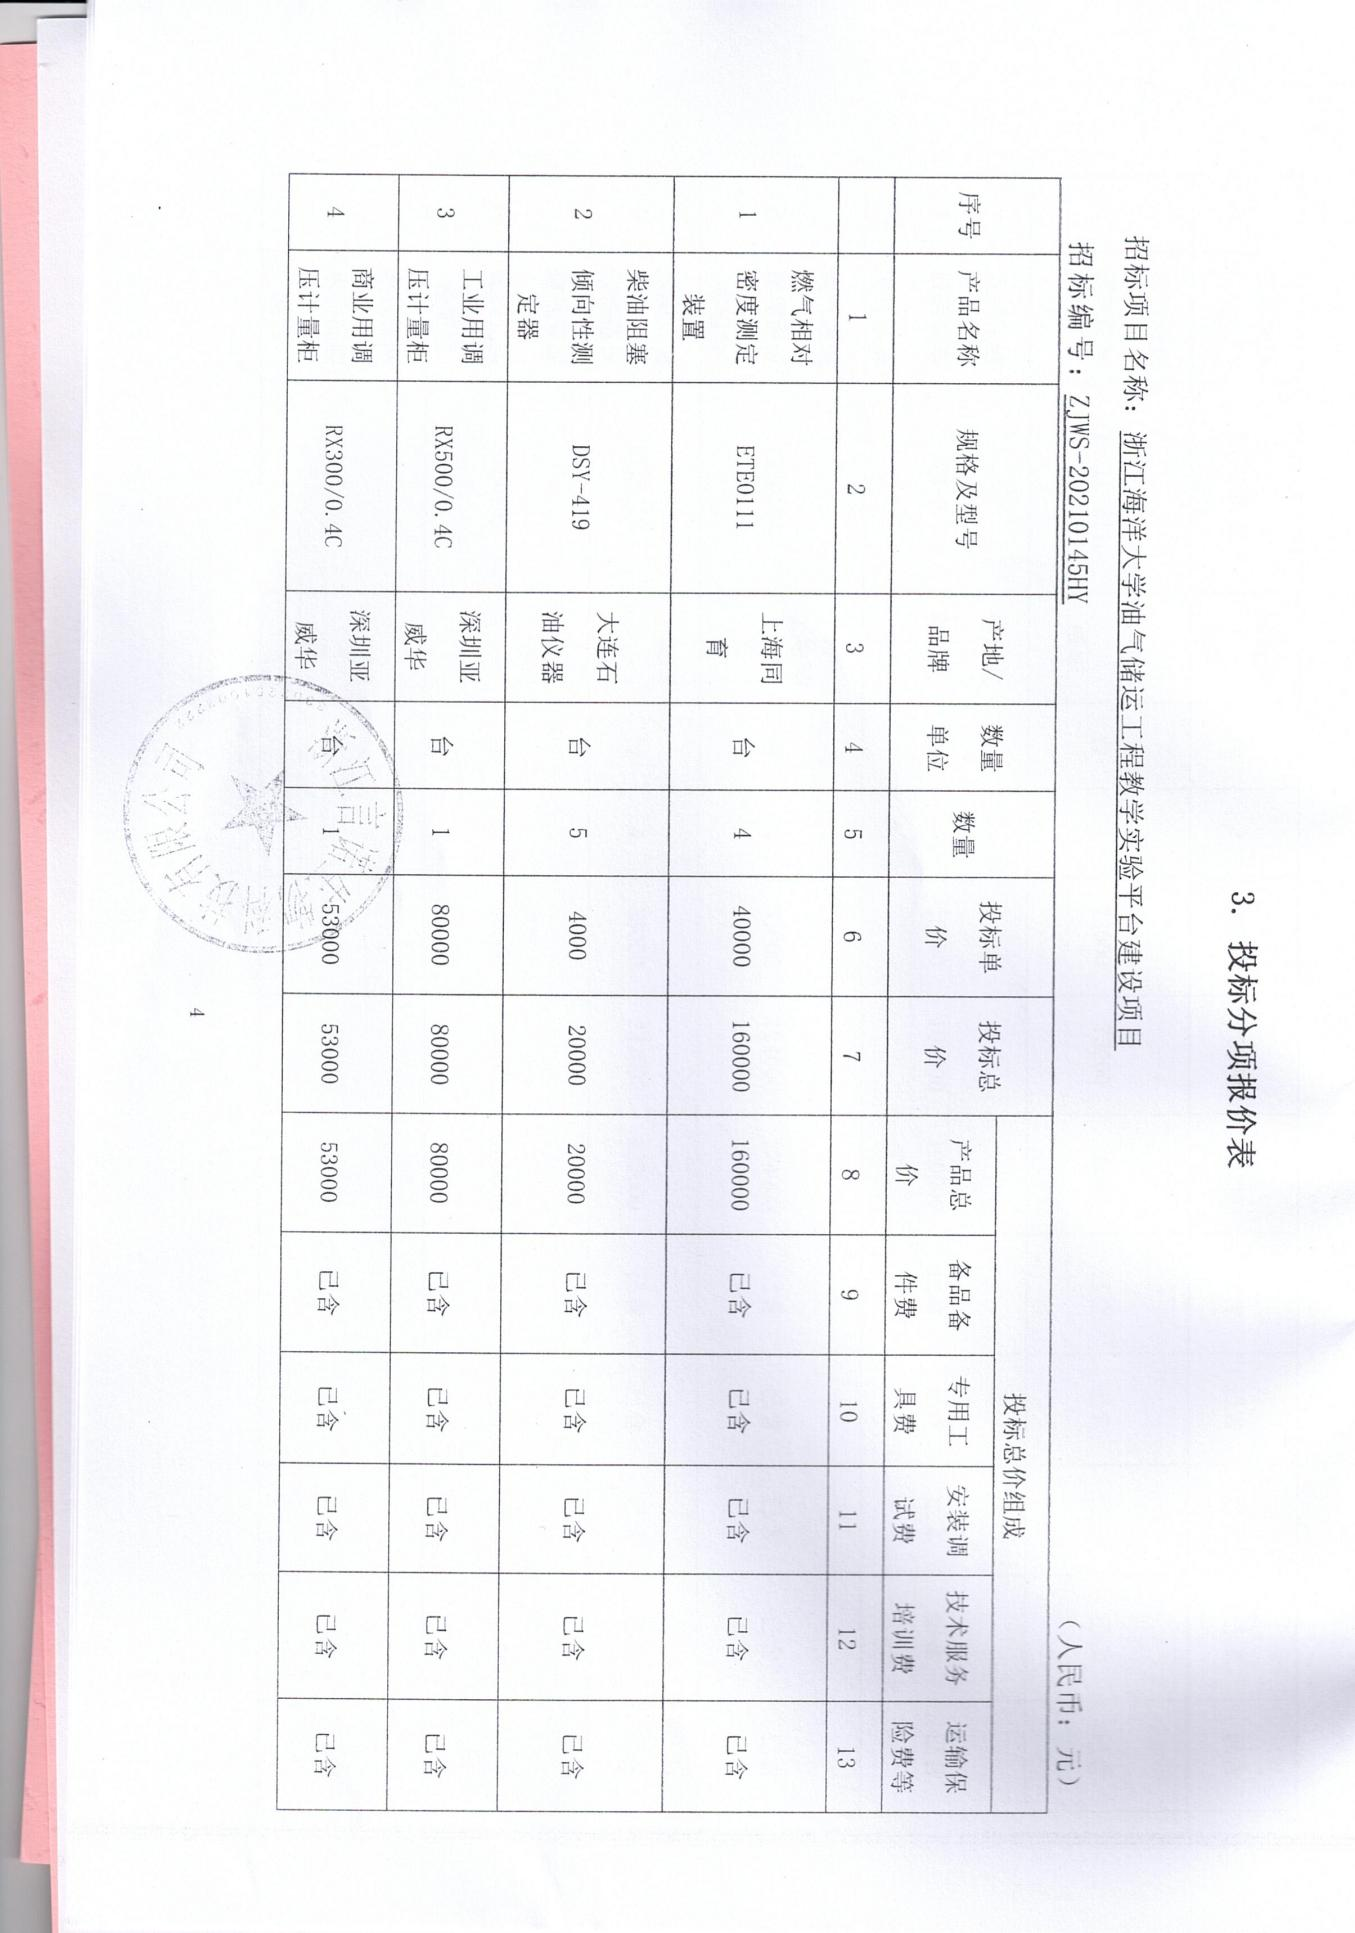 3. 投标分项报价表
招标项目名称：浙江海洋大学油气储运工程教学实验平台建设项目
招标编号：ZJWS-20210145HY
（人民币：元）
序号 产品名称 规格及型号 产地/品牌 数量单位 数量 投标单价 投标总价 投标总价组成
产品总价 备品备件费 专用工具费 安装调试费 技术服务培训费 运输保险费等
1 2 3 4 5 6 7 8 9 10 11 12 13
1 燃气相对密度测定装置 ETE0111 上海同育 台 4 40000 160000 160000 已含 已含 已含 已含 已含
2 柴油阻塞倾向性测定器 DSY-419 大连石油仪器 台 5 4000 20000 20000 已含 已含 已含 已含 已含
3 工业用调压计量柜 RX500/0.4C 深圳亚威华 台 1 80000 80000 80000 已含 已含 已含 已含 已含
4 商业用调压计量柜 RX300/0.4C 深圳亚威华 台 1 53000 53000 53000 已含 已含 已含 已含 已含
4